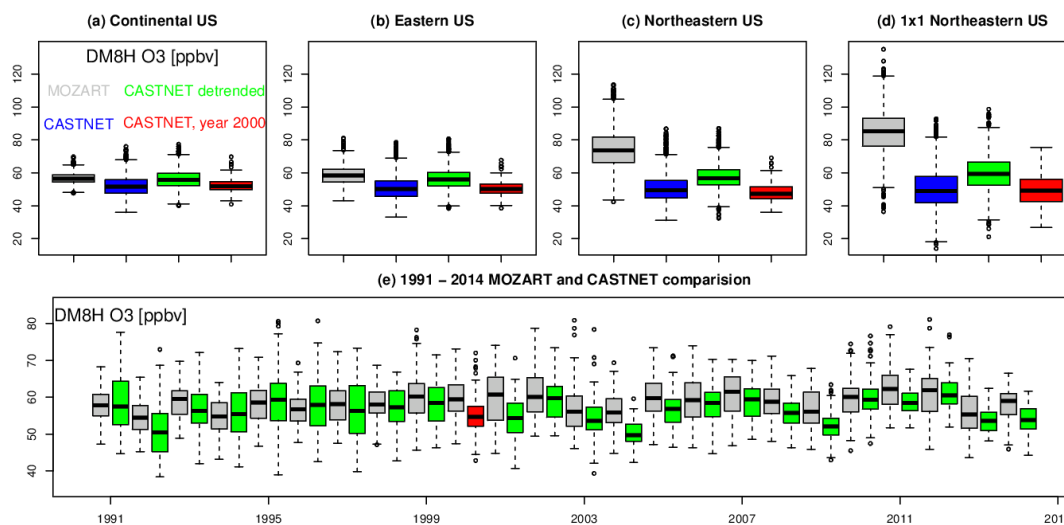 (a) Continental US (b) Eastern US (c) Northeastern US (d) 1x1 Northeastern US
DM8H O3 [ppbv]
MOZART CASTNET detrended
CASTNET CASTNET, year 2000
20 40 60 80 100 120
20 40 60 80 100 120
20 40 60 80 100 120
20 40 60 80 100 120
(e) 1991 – 2014 MOZART and CASTNET comparision
DM8H O3 [ppbv]
40 50 60 70 80
1991 1995 1999 2003 2007 2011 201